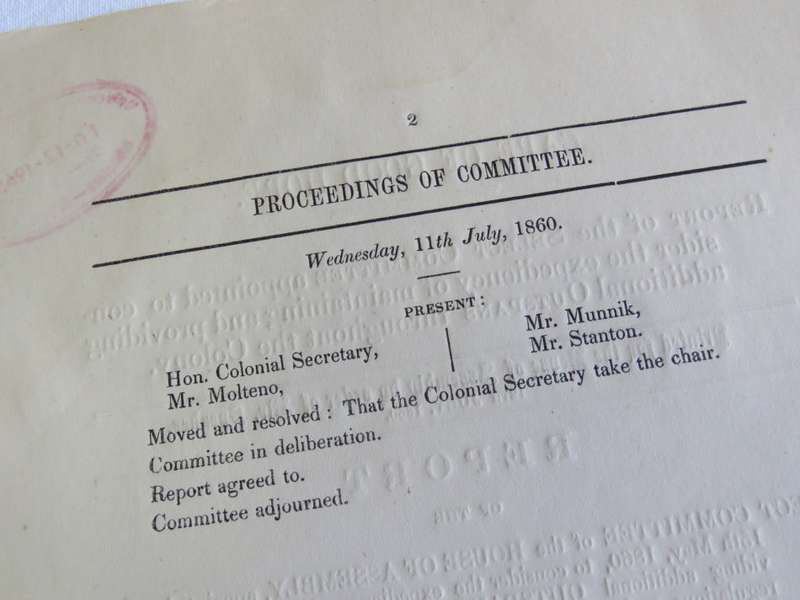 2
PROCEEDINGS OF COMMITTEE.
Wednesday, 11th July, 1860.
PRESENT:
Hon. Colonial Secretary,
Mr. Molteno,
Mr. Munnik,
Mr. Stanton.
Moved and resolved : That the Colonial Secretary take the chair.
Committee in deliberation.
Report agreed to.
Committee adjourned.